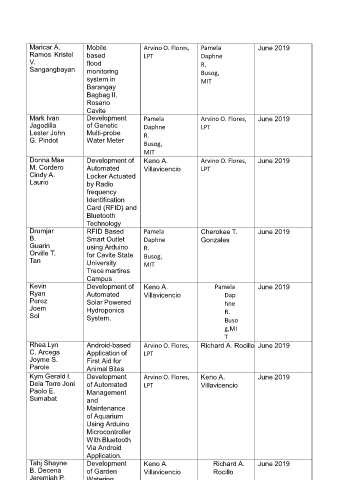 Maricar A.
Ramos Kristel
V.
Sangangbayan
Mobile
based
flood
monitoring
system in
Barangay
Bagbag II,
Rosario
Cavite
Arvino O. Flores,
LPT
Pamela
Daphne
R.
Busog,
MIT
June 2019
Mark Ivan
Jagodilla
Lester John
G. Pindot
Development
of Genetic
Multi-probe
Water Meter
Pamela
Daphne
R.
Busog,
MIT
Arvino O. Flores,
LPT
June 2019
Donna Mae
M. Cordero
Cindy A.
Laurio
Development of
Automated
Locker Actuated
by Radio
frequency
Identification
Card (RFID) and
Bluetooth
Technology
Keno A.
Villavicencio
Arvino O. Flores,
LPT
June 2019
Drumjar
B.
Guarin
Orville T.
Tan
RFID Based
Smart Outlet
using Arduino
for Cavite State
University
Trece martires
Campus
Pamela
Daphne
R.
Busog,
MIT
Cherokee T.
Gonzales
June 2019
Kevin
Ryan
Perez
Joem
Sol
Development of
Automated
Solar Powered
Hydroponics
System.
Keno A.
Villavicencio
Pamela
Dap
hne
R.
Buso
g,MI
T
June 2019
Rhea Lyn
C. Arcega
Joyme S.
Parole
Android-based
Application of
First Aid for
Animal Bites
Arvino O. Flores,
LPT
Richard A. Rocillo
June 2019
Kym Gerald I.
Dela Torre Joni
Paolo E.
Sumabat
Development
of Automated
Management
and
Maintenance
of Aquarium
Using Arduino
Microcontroller
With Bluetooth
Via Android
Application.
Arvino O. Flores,
LPT
Keno A.
Villavicencio
June 2019
Tahj Shayne
B. Decena
Jeremiah P.
Development
of Garden
Watering
Keno A.
Villavicencio
Richard A.
Rocillo
June 2019